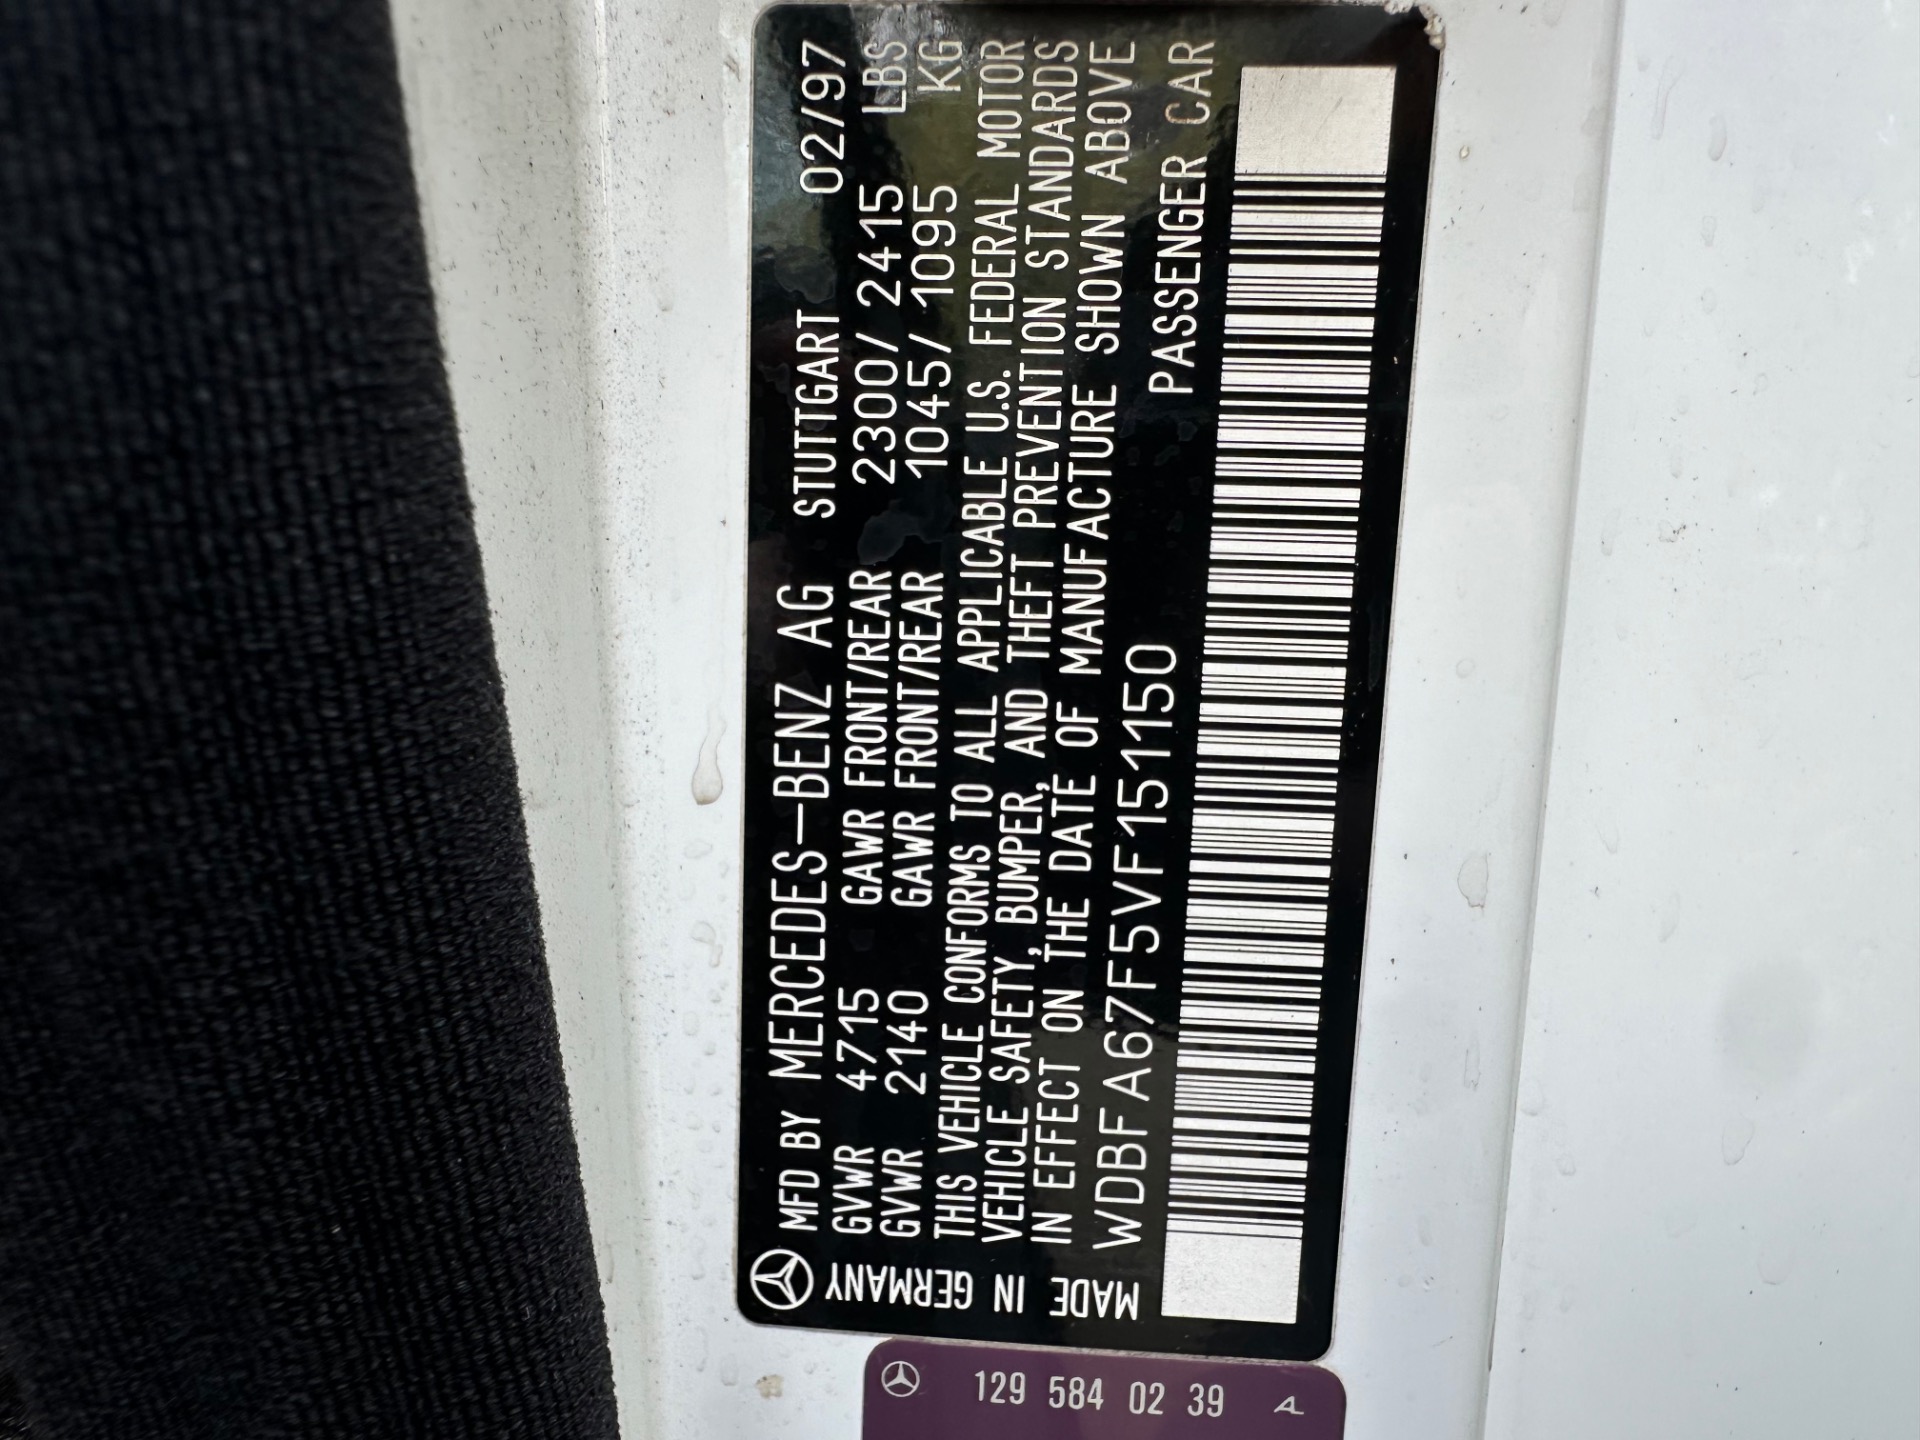 MFD BY MERCEDES-BENZ AG STUTTGART 02/97
GVWR 4715 GAWR FRONT/REAR 2300/2415 LBS
GVWR 2140 GAWR FRONT/REAR 1045/1095 KG
THIS VEHICLE CONFORMS TO ALL APPLICABLE U.S. FEDERAL MOTOR
VEHICLE SAFETY, BUMPER, AND THEFT PREVENTION STANDARDS
IN EFFECT ON THE DATE OF MANUFACTURE SHOWN ABOVE
WDBFA67F5VF151150 PASSENGER CAR
MADE IN GERMANY
129 584 02 39 AL